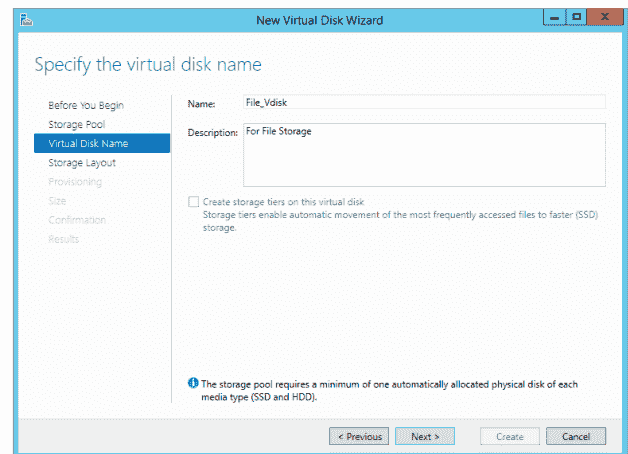 New Virtual Disk Wizard
Specify the virtual disk name
Before You Begin
Storage Pool
Virtual Disk Name
Storage Layout
Provisioning
Size
Confirmation
Results
Name: File_Vdisk
Description: For File Storage
Create storage tiers on this virtual disk
Storage tiers enable automatic movement of the most frequently accessed files to faster (SSD)
storage.
The storage pool requires a minimum of one automatically allocated physical disk of each
media type (SSD and HDD).
< Previous Next > Create Cancel